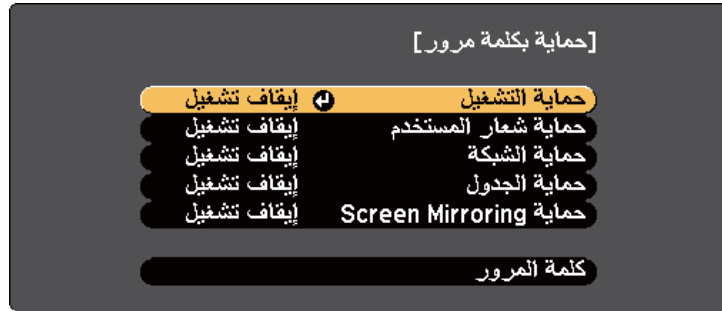 [حماية بكلمة مرور]
حماية التشغيل إيقاف تشغيل
حماية شعار المستخدم إيقاف تشغيل
حماية الشبكة إيقاف تشغيل
حماية الجدول إيقاف تشغيل
حماية Screen Mirroring إيقاف تشغيل
كلمة المرور